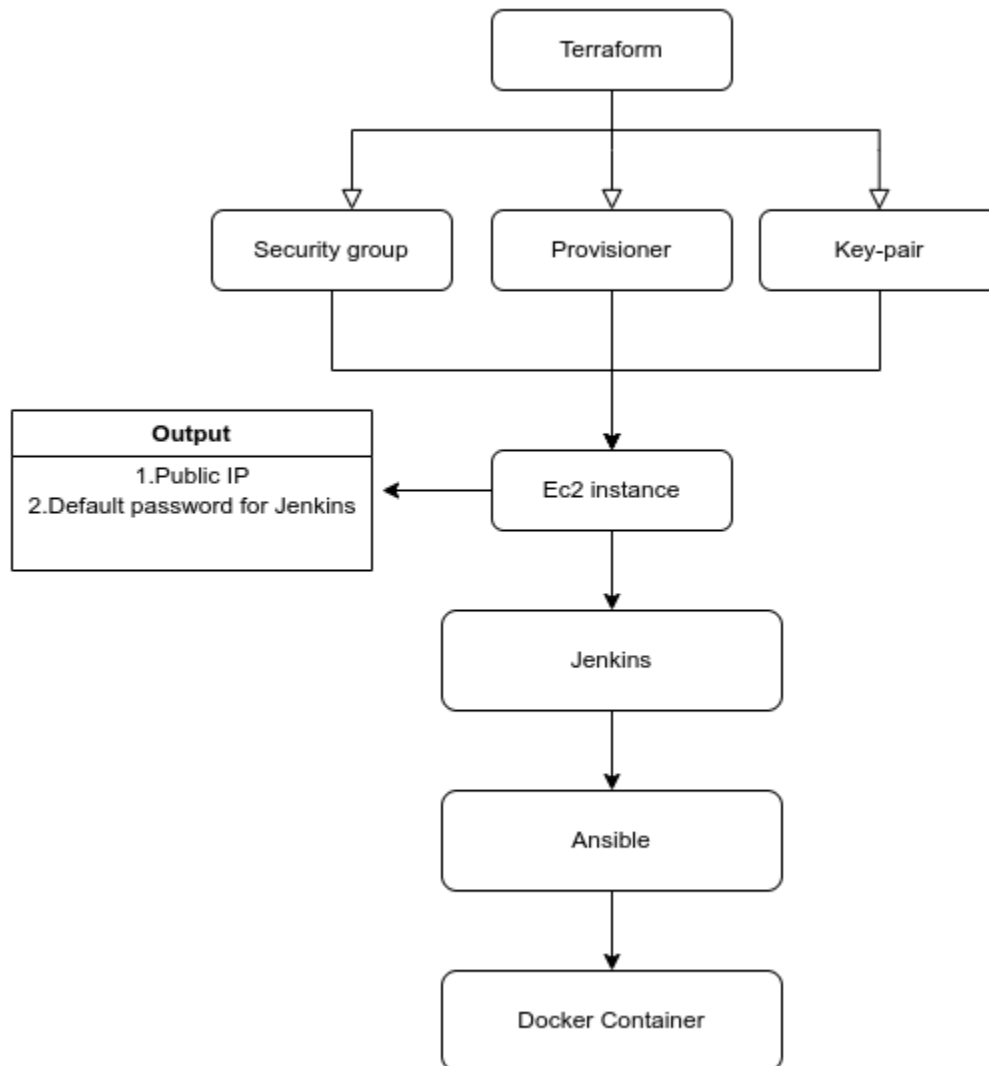 Terraform
Security group
Provisioner
Key-pair
Output
1.Public IP
2.Default password for Jenkins
Ec2 instance
Jenkins
Ansible
Docker Container